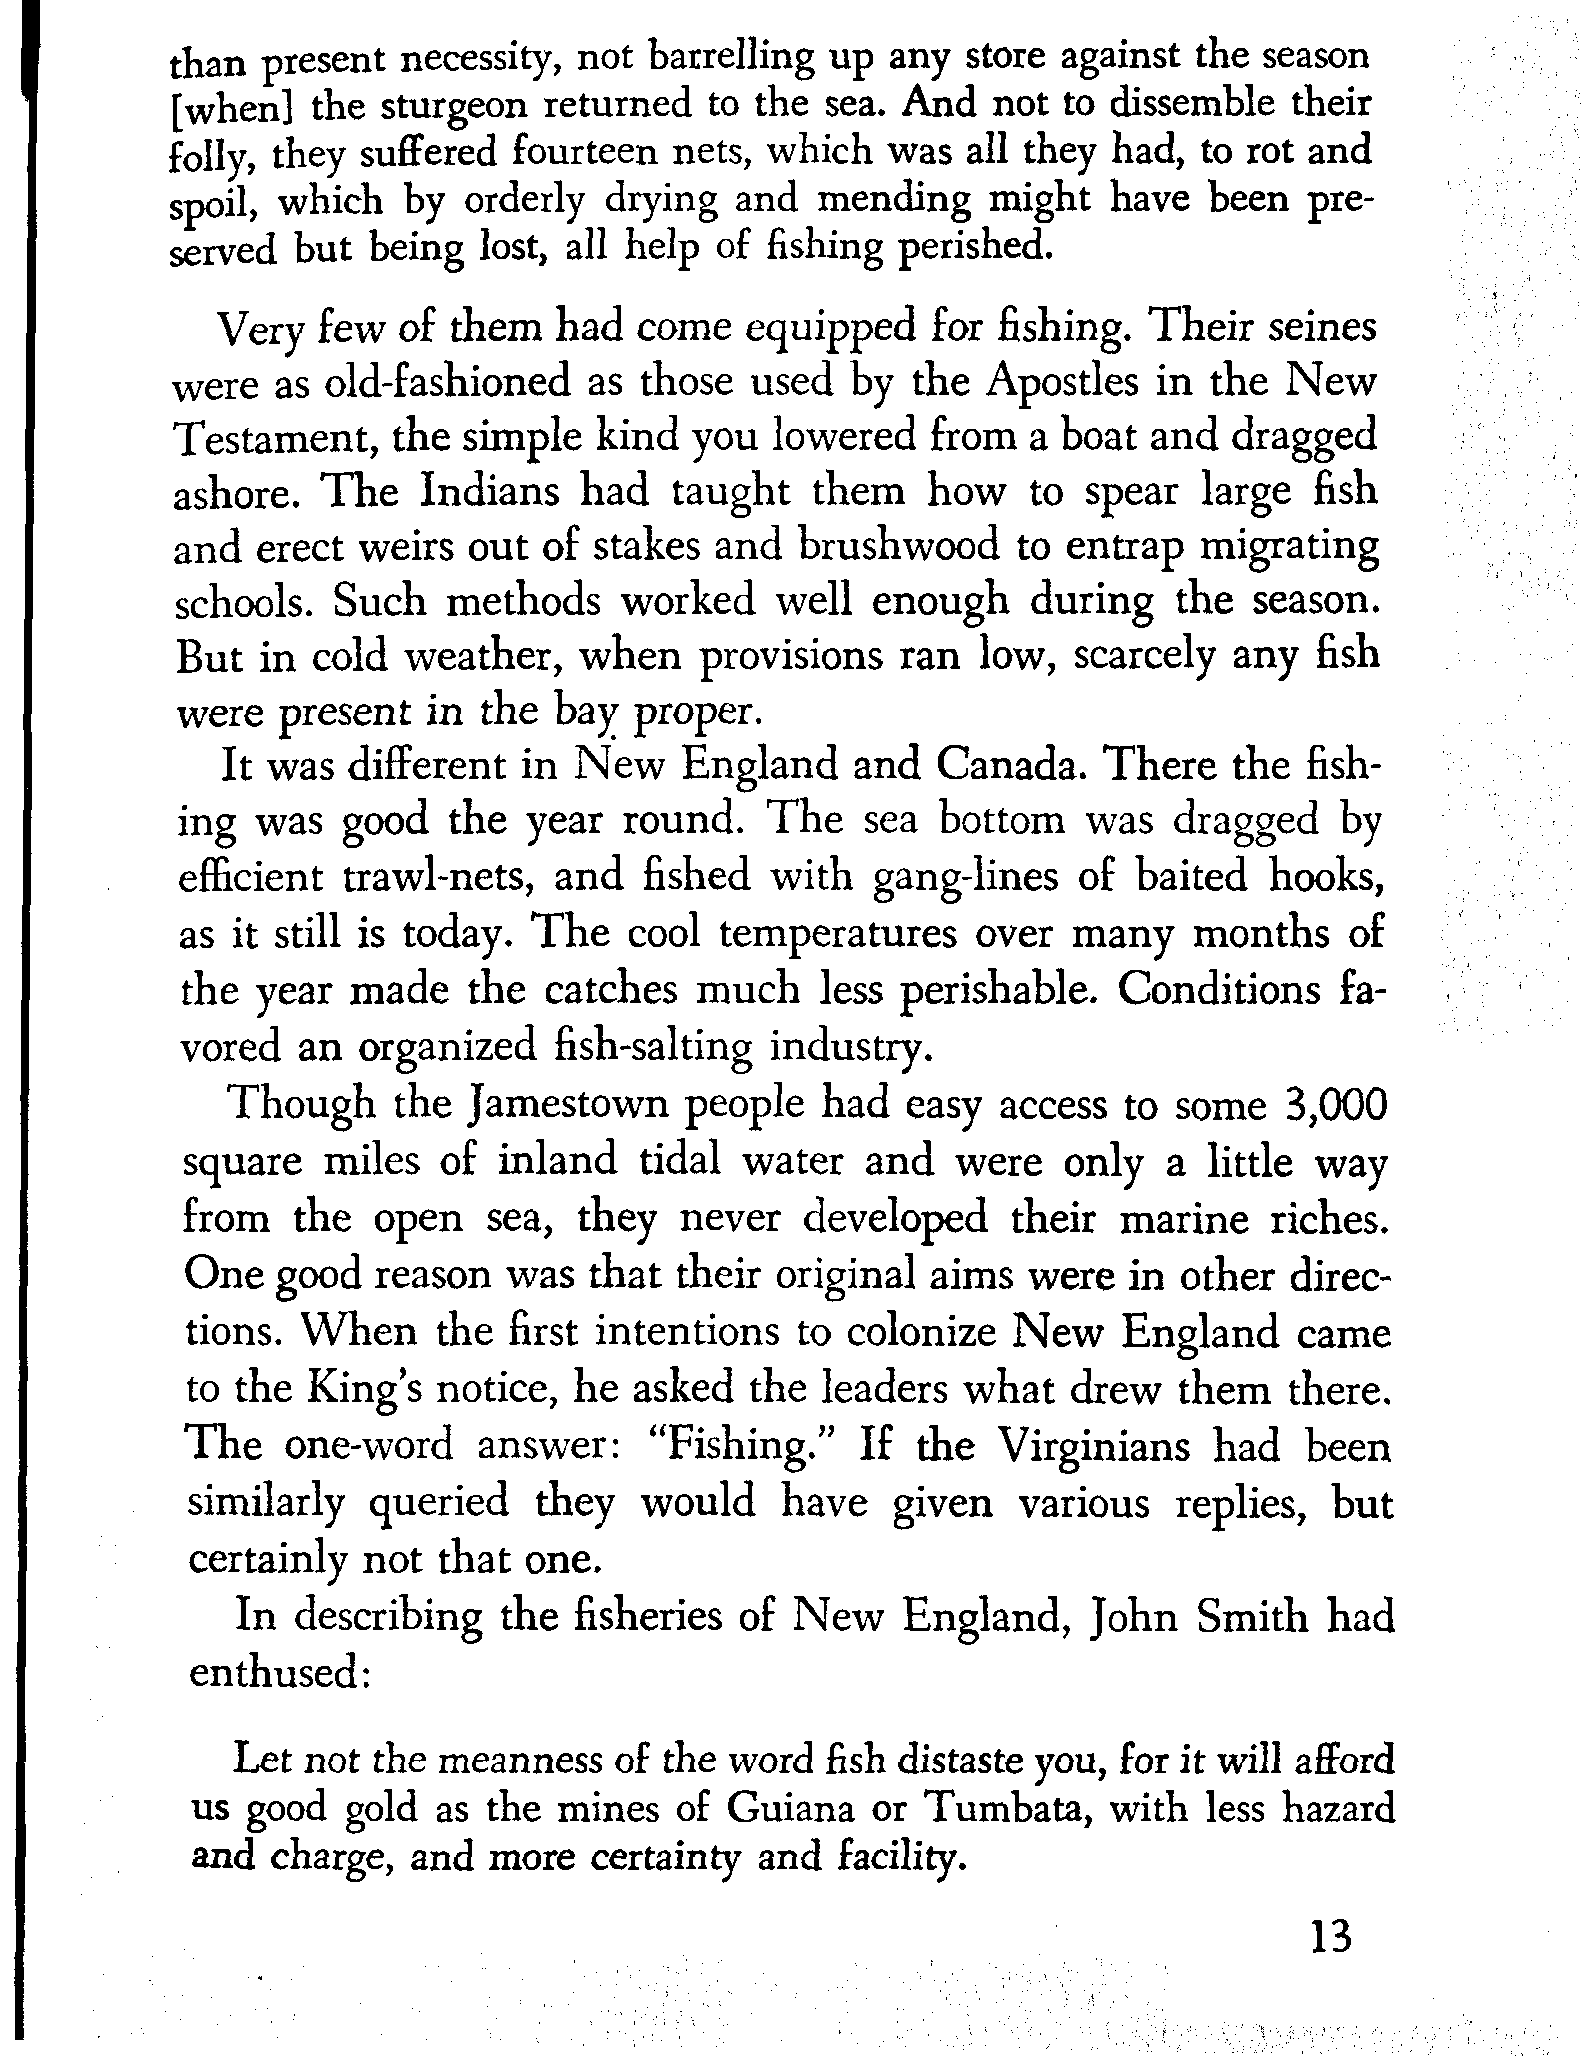 than present necessity, not barrelling up any store against the season
[when] the sturgeon returned to the sea. And not to dissemble their
folly, they suffered fourteen nets, which was all they had, to rot and
spoil, which by orderly drying and mending might have been pre-
served but being lost, all help of fishing perished.
Very few of them had come equipped for fishing. Their seines
were as old-fashioned as those used by the Apostles in the New
Testament, the simple kind you lowered from a boat and dragged
ashore. The Indians had taught them how to spear large fish
and erect weirs out of stakes and brushwood to entrap migrating
schools. Such methods worked well enough during the season.
But in cold weather, when provisions ran low, scarcely any fish
were present in the bay proper.
It was different in New England and Canada. There the fish-
ing was good the year round. The sea bottom was dragged by
efficient trawl-nets, and fished with gang-lines of baited hooks,
as it still is today. The cool temperatures over many months of
the year made the catches much less perishable. Conditions fa-
vored an organized fish-salting industry.
Though the Jamestown people had easy access to some 3,000
square miles of inland tidal water and were only a little way
from the open sea, they never developed their marine riches.
One good reason was that their original aims were in other direc-
tions. When the first intentions to colonize New England came
to the King's notice, he asked the leaders what drew them there.
The one-word answer: "Fishing." If the Virginians had been
similarly queried they would have given various replies, but
certainly not that one.
In describing the fisheries of New England, John Smith had
enthused:
Let not the meanness of the word fish distaste you, for it will afford
us good gold as the mines of Guiana or Tumbata, with less hazard
and charge, and more certainty and facility.
13